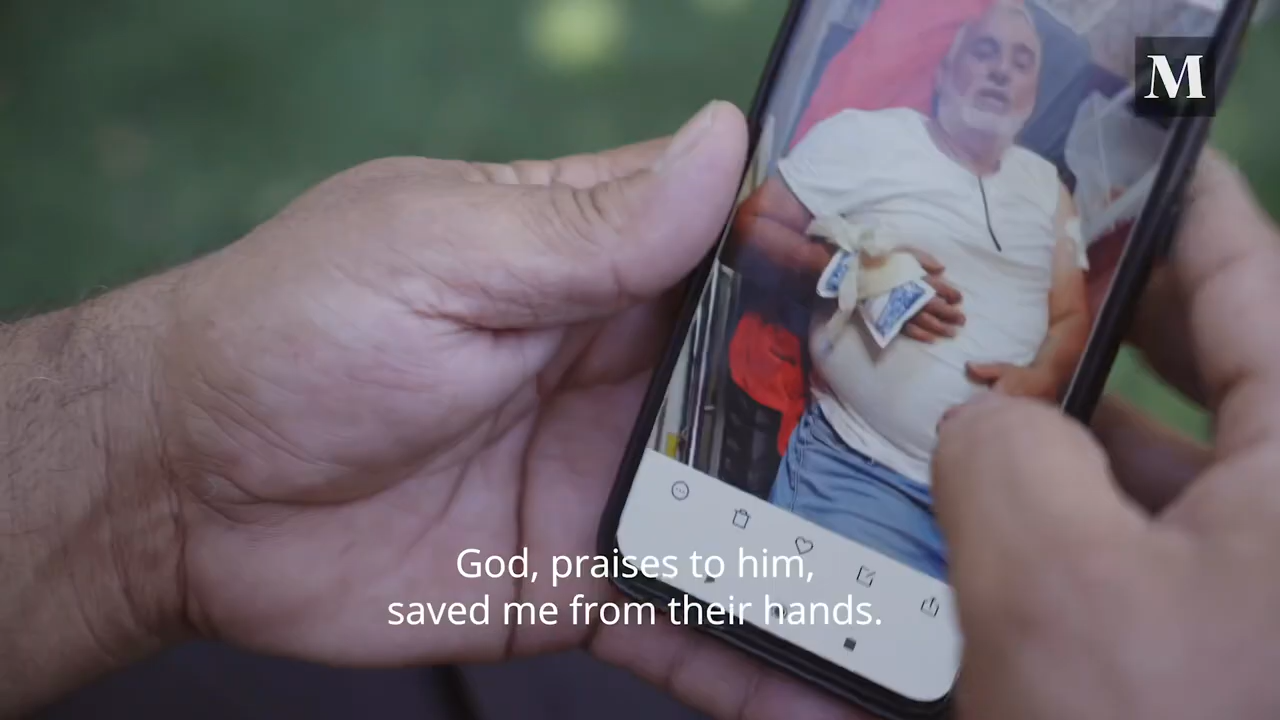 M
God, praises to him,
saved me from their hands.